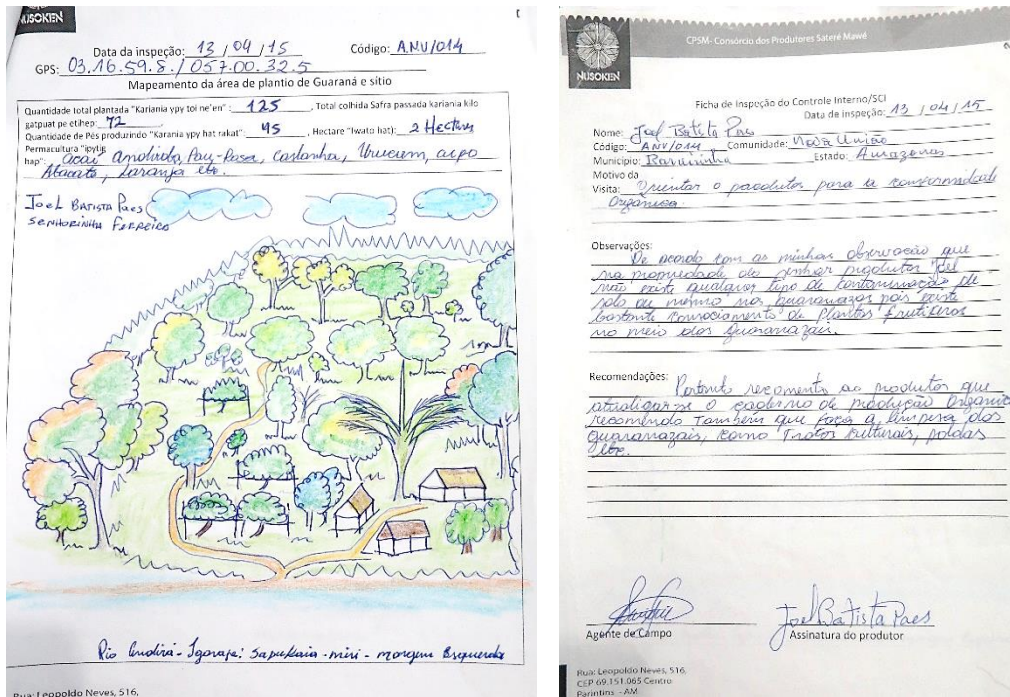 NUSOKEN
Data da inspeção: 13 / 04 / 15 Código: ANU/014
GPS: 03.16.59.8. / 057.00.32.5
Mapeamento da área de plantio de Guaraná e sítio
Quantidade total plantada "Kariania ypy toi ne'en": 125, Total colhida Safra passada kariania kilo
gatpuat pe etihep: 72
Quantidade de Pés produzindo "Karania ypy hat rakat": 45, Hectare "Iwato hat): 2 Hectares
Permacultura "ipytig
hap": Açaí Andiroba, Pau-Rosa, Castanha, Urucum,
Abacate, Laranja etc.
Joel BATISTA PAES
SENHORINHA FERREIRA
Rio Andirá - Igarapé: Sapukaia-miri - margem Esquerda
Rua: Leopoldo Neves, 516,
CPSM- Consórcio dos Produtores Sateré Mawé
NUSOKEN
Ficha de Inspeção do Controle Interno/SCI
Data da inspeção: 13 / 04 / 15
Nome: Joel Batista Paes
Código: ANU/014 Comunidade: Nova União
Município: Barreirinha Estado: Amazonas
Motivo da
Visita: Orientar o produtor para a conformidade
Orgânica.
Observações:
De acordo com as minhas observação que
na propriedade do senhor produtor Joel
não existe qualquer tipo de contaminação de
solo ou mesmo nos guaranazais pois existe
bastante consorciamento de plantas frutíferas
no meio dos Guaranazais.
Recomendações: Portanto recomento ao produtor que
atualize o caderno de produção Orgânic
recomendo também que faça a limpeza dos
guaranazais, como Tratos culturais, podas
etc.
Agente de Campo
Joel Batista Paes
Assinatura do produtor
Rua: Leopoldo Neves, 516,
CEP 69.151.065 Centro
Parintins - AM